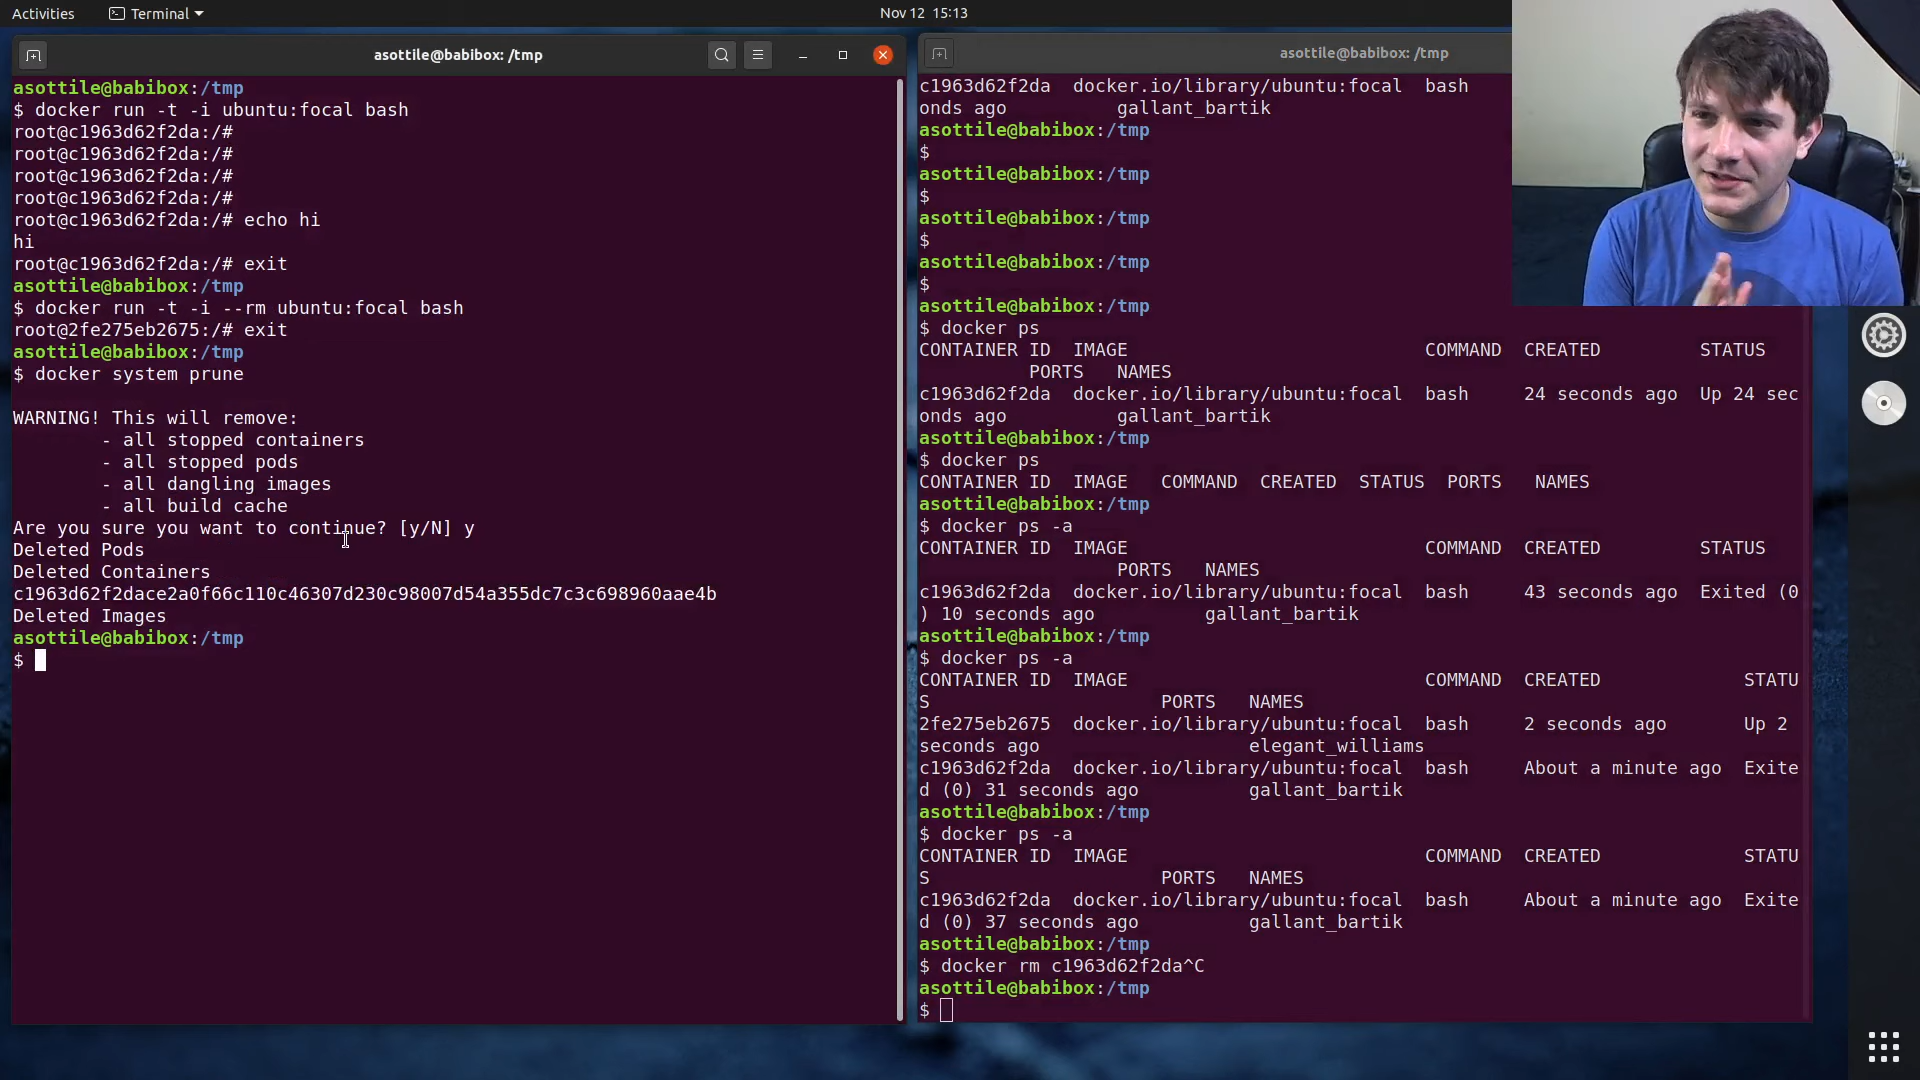 Activities
Terminal
Nov 12 15:13
asottile@babibox: /tmp
asottile@babibox:/tmp
$ docker run -t -i ubuntu:focal bash
root@c1963d62f2da:/#
root@c1963d62f2da:/#
root@c1963d62f2da:/#
root@c1963d62f2da:/#
root@c1963d62f2da:/# echo hi
hi
root@c1963d62f2da:/# exit
asottile@babibox:/tmp
$ docker run -t -i --rm ubuntu:focal bash
root@2fe275eb2675:/# exit
asottile@babibox:/tmp
$ docker system prune
WARNING! This will remove:
- all stopped containers
- all stopped pods
- all dangling images
- all build cache
Are you sure you want to continue? [y/N] y
Deleted Pods
Deleted Containers
c1963d62f2dace2a0f66c110c46307d230c98007d54a355dc7c3c698960aae4b
Deleted Images
asottile@babibox:/tmp
$
asottile@babibox: /tmp
c1963d62f2da docker.io/library/ubuntu:focal bash
onds ago gallant_bartik
asottile@babibox:/tmp
$
asottile@babibox:/tmp
$
asottile@babibox:/tmp
$
asottile@babibox:/tmp
$
asottile@babibox:/tmp
$ docker ps
CONTAINER ID IMAGE COMMAND CREATED STATUS
PORTS NAMES
c1963d62f2da docker.io/library/ubuntu:focal bash 24 seconds ago Up 24 sec
onds ago gallant_bartik
asottile@babibox:/tmp
$ docker ps
CONTAINER ID IMAGE COMMAND CREATED STATUS PORTS NAMES
asottile@babibox:/tmp
$ docker ps -a
CONTAINER ID IMAGE COMMAND CREATED STATUS
PORTS NAMES
c1963d62f2da docker.io/library/ubuntu:focal bash 43 seconds ago Exited (0
) 10 seconds ago gallant_bartik
asottile@babibox:/tmp
$ docker ps -a
CONTAINER ID IMAGE COMMAND CREATED STATU
S PORTS NAMES
2fe275eb2675 docker.io/library/ubuntu:focal bash 2 seconds ago Up 2
seconds ago elegant_williams
c1963d62f2da docker.io/library/ubuntu:focal bash About a minute ago Exite
d (0) 31 seconds ago gallant_bartik
asottile@babibox:/tmp
$ docker ps -a
CONTAINER ID IMAGE COMMAND CREATED STATU
S PORTS NAMES
c1963d62f2da docker.io/library/ubuntu:focal bash About a minute ago Exite
d (0) 37 seconds ago gallant_bartik
asottile@babibox:/tmp
$ docker rm c1963d62f2da^C
asottile@babibox:/tmp
$